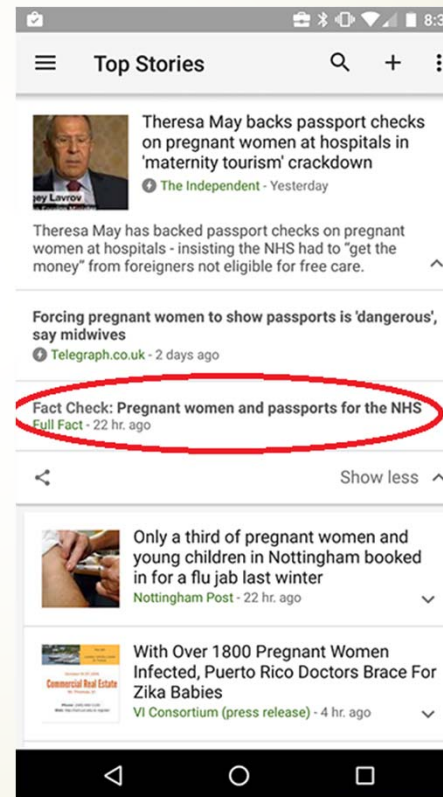 8:3
Top Stories
Theresa May backs passport checks
on pregnant women at hospitals in
'maternity tourism' crackdown
The Independent - Yesterday
gey Lavrov
Theresa May has backed passport checks on pregnant
women at hospitals - insisting the NHS had to "get the
money" from foreigners not eligible for free care.
Forcing pregnant women to show passports is 'dangerous',
say midwives
Telegraph.co.uk - 2 days ago
Fact Check: Pregnant women and passports for the NHS
Full Fact - 22 hr. ago
Show less
Only a third of pregnant women and
young children in Nottingham booked
in for a flu jab last winter
Nottingham Post - 22 hr. ago
With Over 1800 Pregnant Women
Infected, Puerto Rico Doctors Brace For
Zika Babies
VI Consortium (press release) - 4 hr. ago
Commercial Real Estate